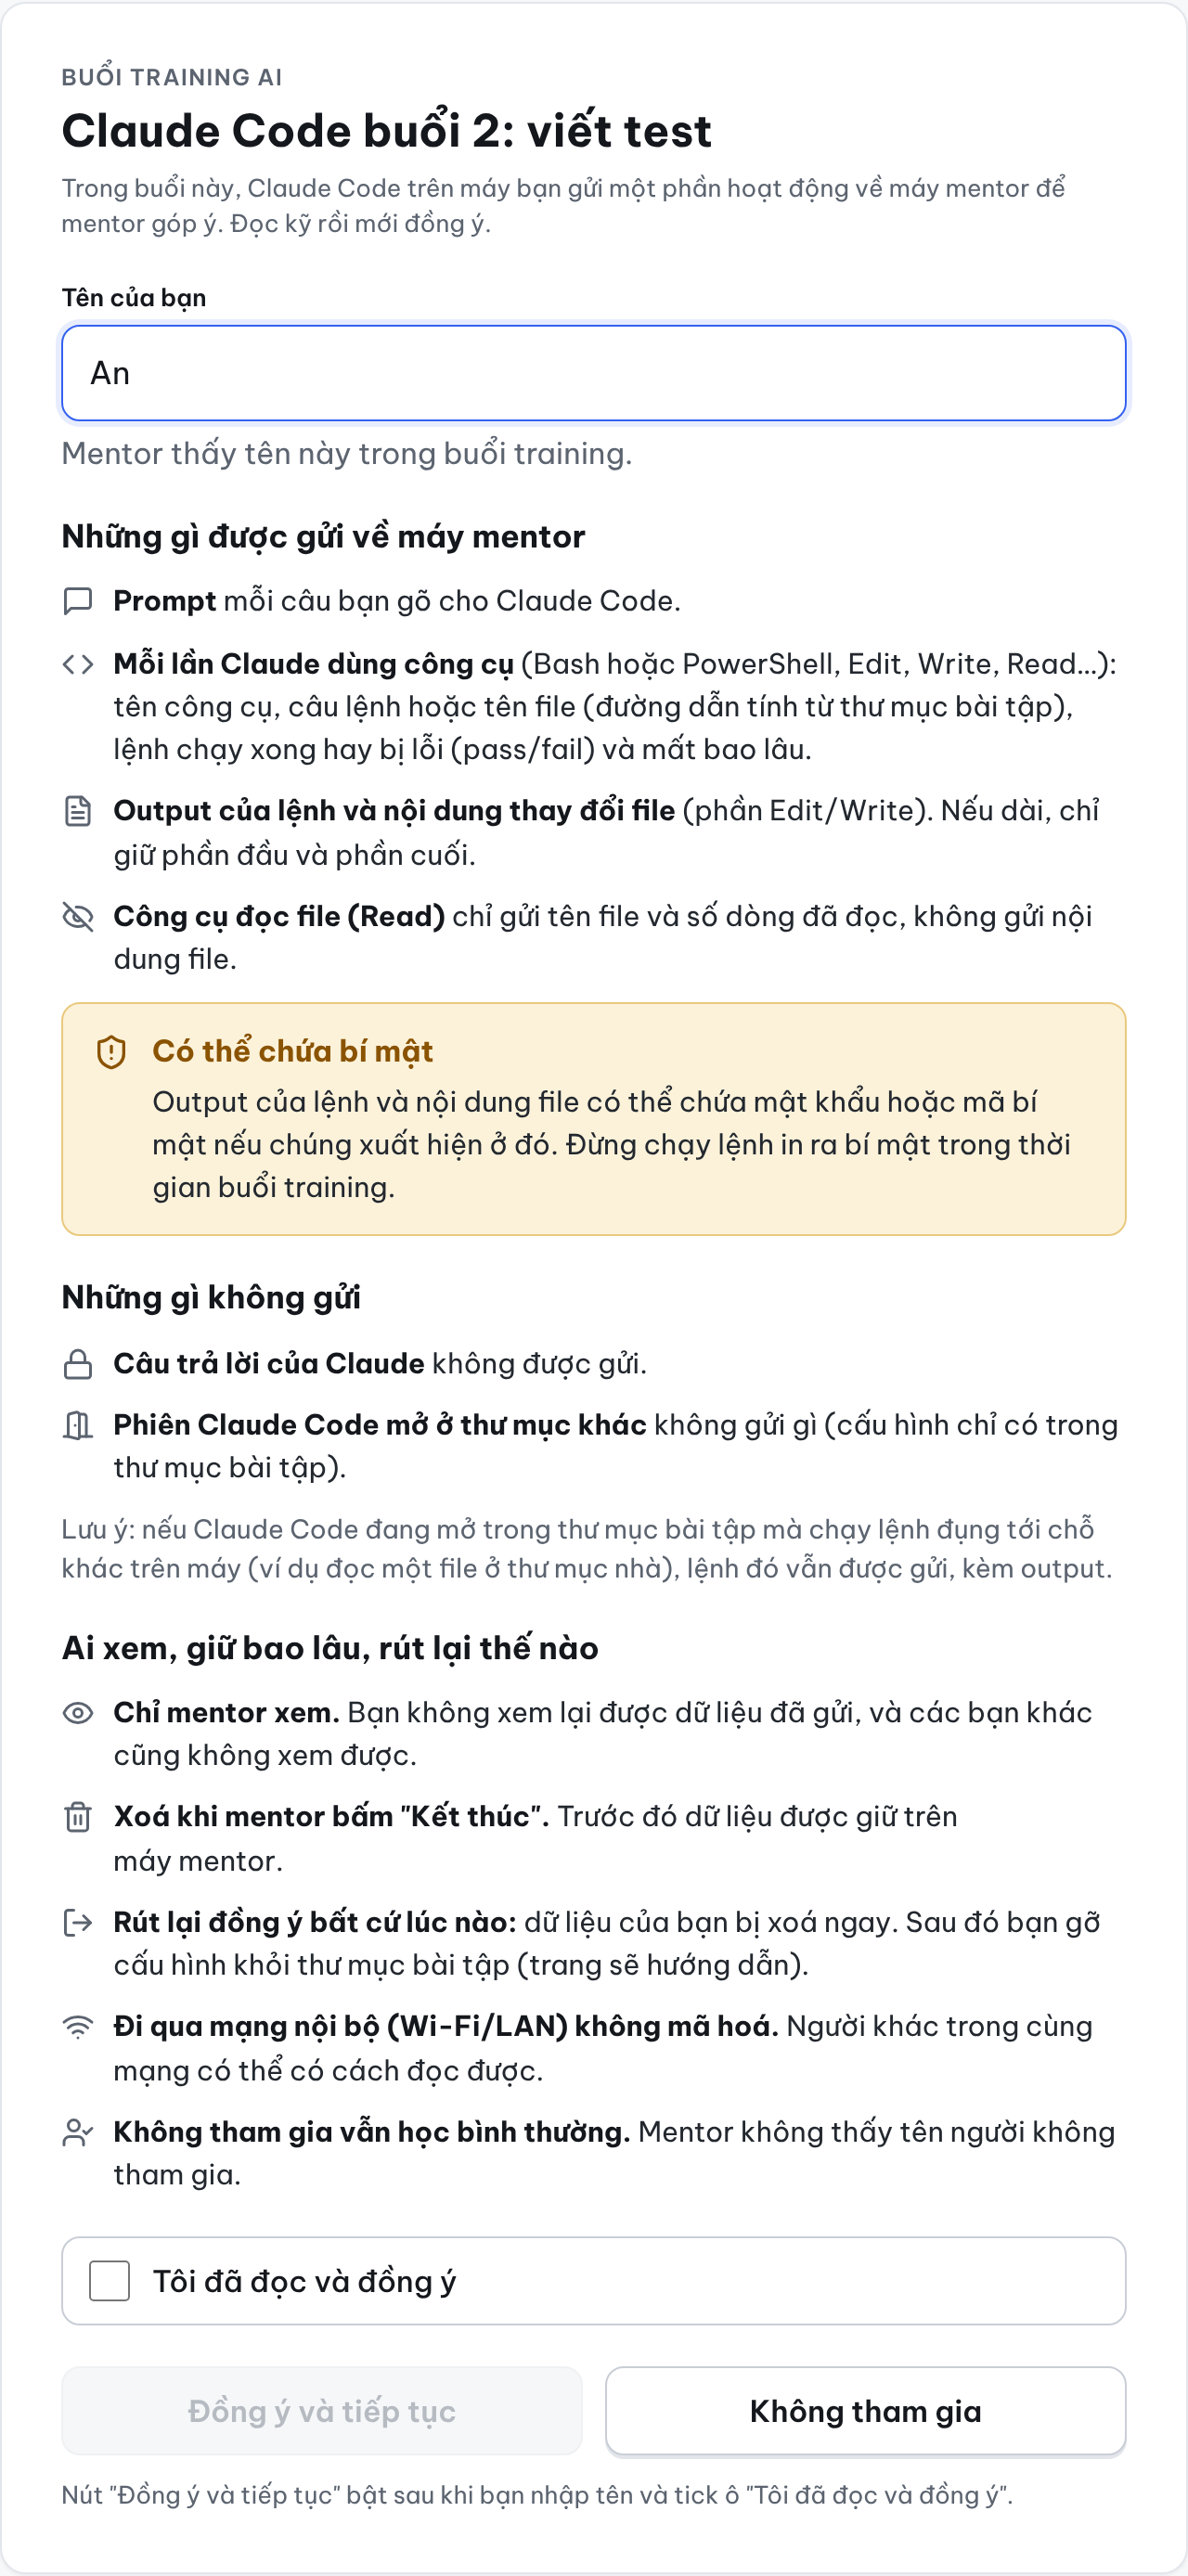 BUỔI TRAINING AI
Claude Code buổi 2: viết test
Trong buổi này, Claude Code trên máy bạn gửi một phần hoạt động về máy mentor để
mentor góp ý. Đọc kỹ rồi mới đồng ý.
Tên của bạn
An
Mentor thấy tên này trong buổi training.
Những gì được gửi về máy mentor
Prompt mỗi câu bạn gõ cho Claude Code.
Mỗi lần Claude dùng công cụ (Bash hoặc PowerShell, Edit, Write, Read...):
tên công cụ, câu lệnh hoặc tên file (đường dẫn tính từ thư mục bài tập),
lệnh chạy xong hay bị lỗi (pass/fail) và mất bao lâu.
Output của lệnh và nội dung thay đổi file (phần Edit/Write). Nếu dài, chỉ
giữ phần đầu và phần cuối.
Công cụ đọc file (Read) chỉ gửi tên file và số dòng đã đọc, không gửi nội
dung file.
Có thể chứa bí mật
Output của lệnh và nội dung file có thể chứa mật khẩu hoặc mã bí
mật nếu chúng xuất hiện ở đó. Đừng chạy lệnh in ra bí mật trong thời
gian buổi training.
Những gì không gửi
Câu trả lời của Claude không được gửi.
Phiên Claude Code mở ở thư mục khác không gửi gì (cấu hình chỉ có trong
thư mục bài tập).
Lưu ý: nếu Claude Code đang mở trong thư mục bài tập mà chạy lệnh đụng tới chỗ
khác trên máy (ví dụ đọc một file ở thư mục nhà), lệnh đó vẫn được gửi, kèm output.
Ai xem, giữ bao lâu, rút lại thế nào
Chỉ mentor xem. Bạn không xem lại được dữ liệu đã gửi, và các bạn khác
cũng không xem được.
Xoá khi mentor bấm "Kết thúc". Trước đó dữ liệu được giữ trên
máy mentor.
Rút lại đồng ý bất cứ lúc nào: dữ liệu của bạn bị xoá ngay. Sau đó bạn gỡ
cấu hình khỏi thư mục bài tập (trang sẽ hướng dẫn).
Đi qua mạng nội bộ (Wi-Fi/LAN) không mã hoá. Người khác trong cùng
mạng có thể có cách đọc được.
Không tham gia vẫn học bình thường. Mentor không thấy tên người không
tham gia.
Tôi đã đọc và đồng ý
Đồng ý và tiếp tục
Không tham gia
Nút "Đồng ý và tiếp tục" bật sau khi bạn nhập tên và tick ô "Tôi đã đọc và đồng ý".